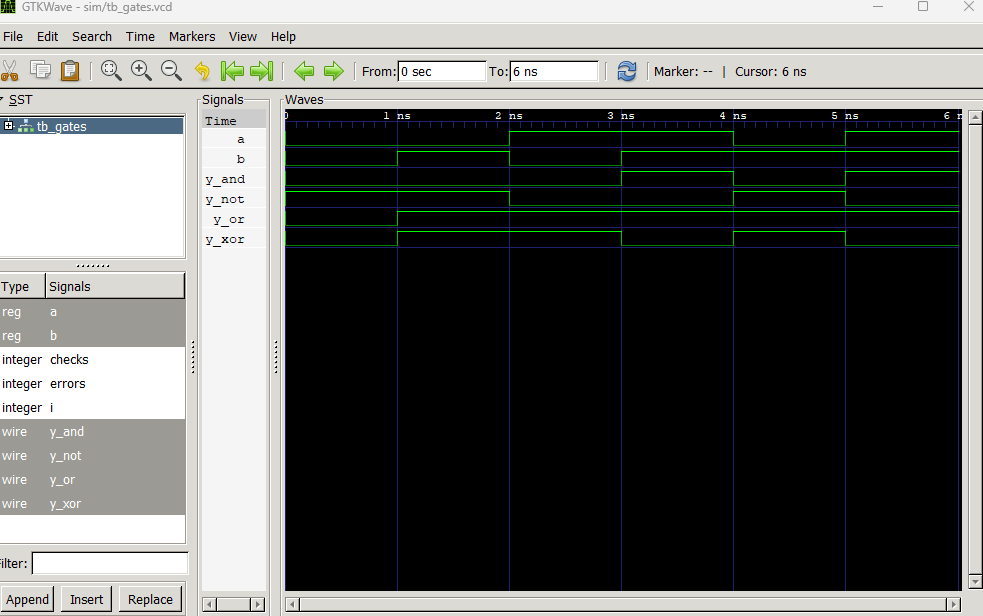 GTKWave - sim/tb_gates.vcd
File Edit Search Time Markers View Help
From: 0 sec To: 6 ns Marker: -- | Cursor: 6 ns
SST
tb_gates
Type Signals
reg a
reg b
integer checks
integer errors
integer i
wire y_and
wire y_not
wire y_or
wire y_xor
ilter:
Append Insert Replace
Signals
Time
a
b
y_and
y_not
y_or
y_xor
Waves
0 1 ns 2 ns 3 ns 4 ns 5 ns 6 n